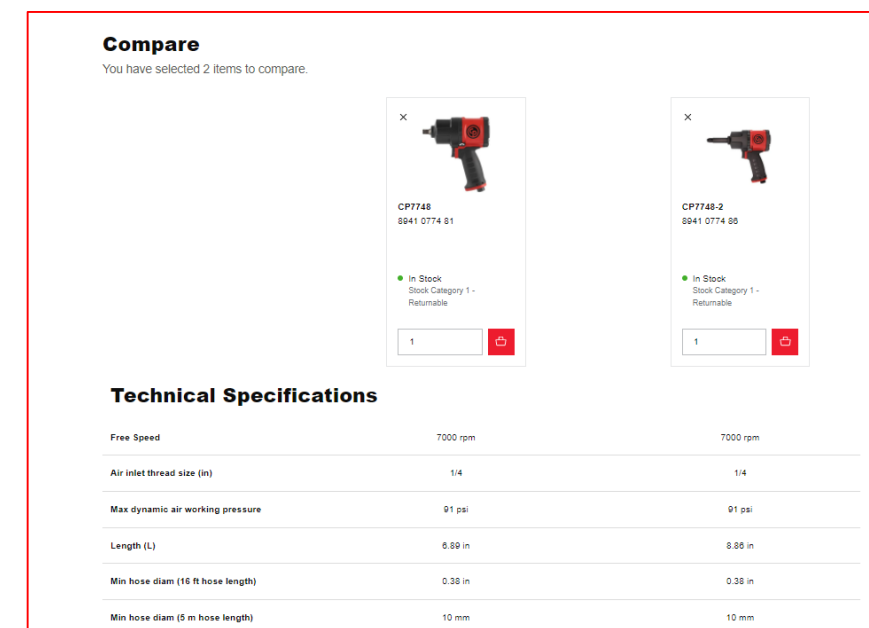 Compare
You have selected 2 items to compare.
CP7748
8941 0774 81
In Stock
Stock Category 1 -
Returnable
1
CP7748-2
8941 0774 86
In Stock
Stock Category 1 -
Returnable
1
Technical Specifications
Free Speed 7000 rpm 7000 rpm
Air inlet thread size (in) 1/4 1/4
Max dynamic air working pressure 91 psi 91 psi
Length (L) 6.89 in 8.86 in
Min hose diam (16 ft hose length) 0.38 in 0.38 in
Min hose diam (5 m hose length) 10 mm 10 mm